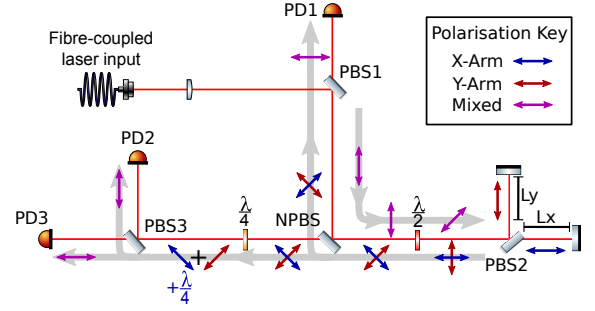 PD1
Fibre-coupled
laser input
PBS1
Polarisation Key
X-Arm
Y-Arm
Mixed
PD2
PD3
PBS3
λ
4
NPBS
λ
2
Ly
Lx
PBS2
+
+λ
4